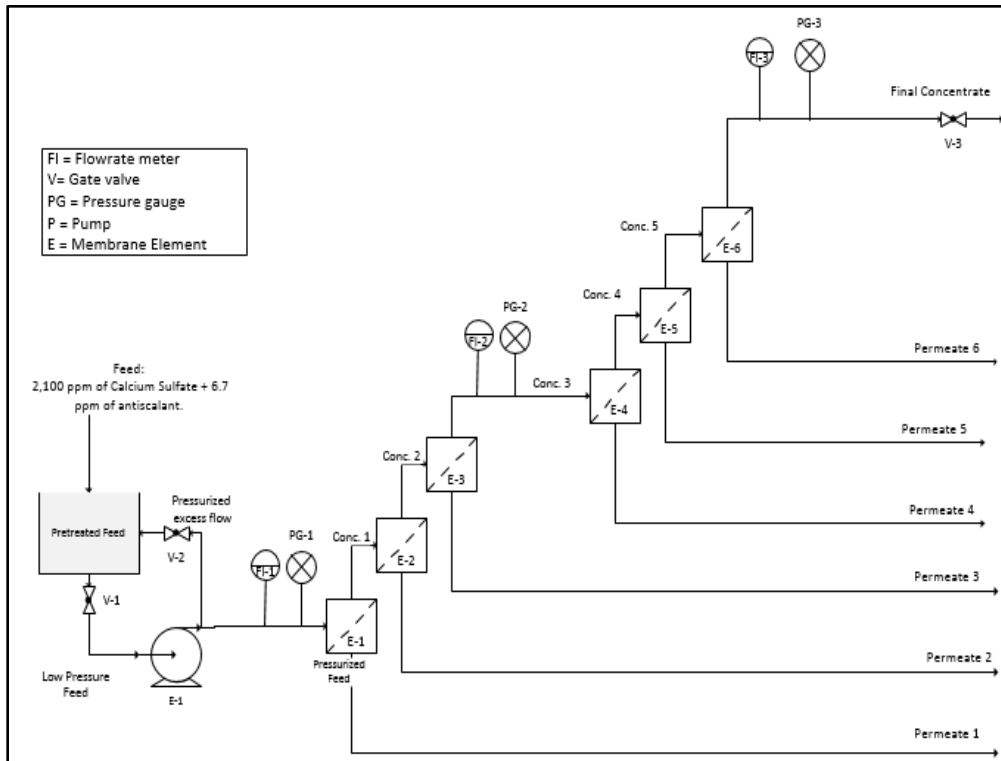 PG-3
FI-3
Final Concentrate
V-3
FI = Flowrate meter
V= Gate valve
PG = Pressure gauge
P = Pump
E = Membrane Element
Conc. 5
E-6
Conc. 4
PG-2
E-5
FI-2
Permeate 6
Feed:
2,100 ppm of Calcium Sulfate + 6.7
ppm of antiscalant.
Conc. 3
E-4
Permeate 5
Conc. 2
E-3
Pressurized
excess flow
Permeate 4
Pretreated Feed
PG-1
Conc. 1
V-2
E-2
FI-1
Permeate 3
V-1
E-1
Pressurized
Feed
Permeate 2
Low Pressure
Feed
E-1
Permeate 1